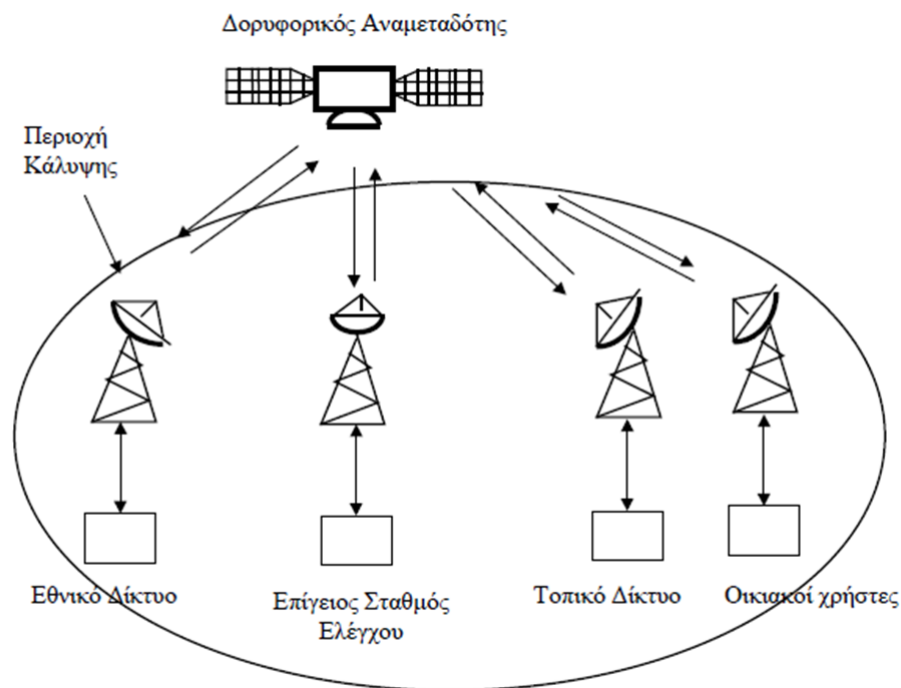 Δορυφορικός Αναμεταδότης
Περιοχή
Κάλυψης
Εθνικό Δίκτυο
Επίγειος Σταθμός
Ελέγχου
Τοπικό Δίκτυο
Οικιακοί χρήστες